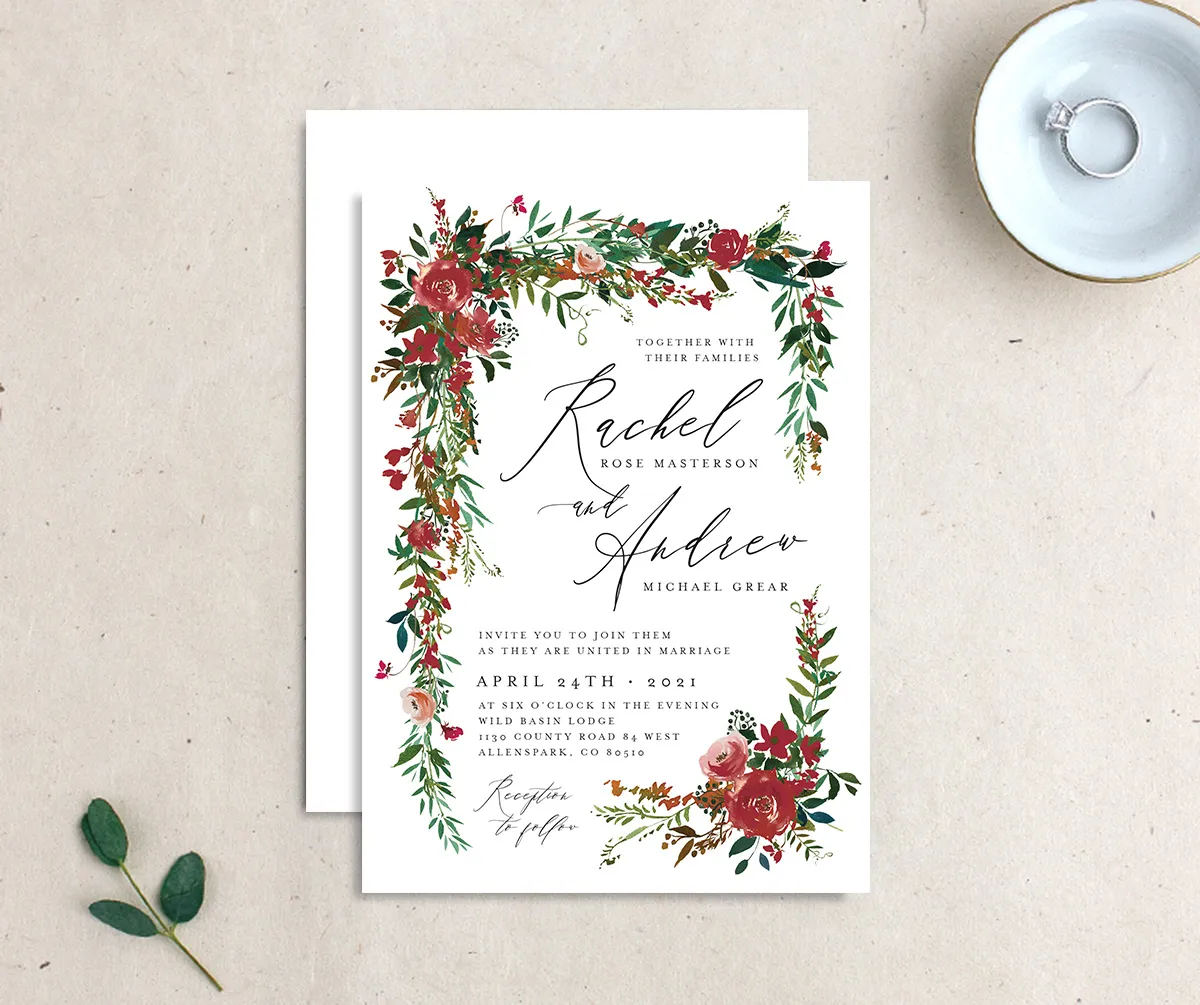 TOGETHER WITH
THEIR FAMILIES
Rachel
ROSE MASTERSON
and
Andrew
MICHAEL GREAR
INVITE YOU TO JOIN THEM
AS THEY ARE UNITED IN MARRIAGE
APRIL 24TH • 2021
AT SIX O'CLOCK IN THE EVENING
WILD BASIN LODGE
1130 COUNTY ROAD 84 WEST
ALLENSPARK, CO 80510
Reception
to follow